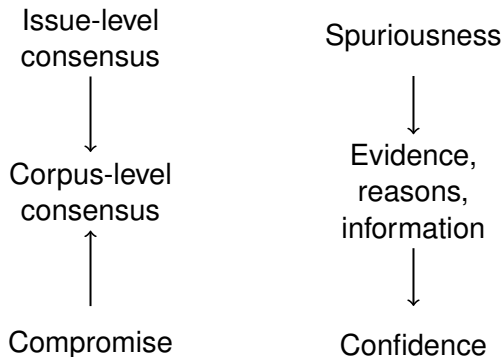 Issue-level
consensus
Corpus-level
consensus
Compromise
Spuriousness
Evidence,
reasons,
information
Confidence